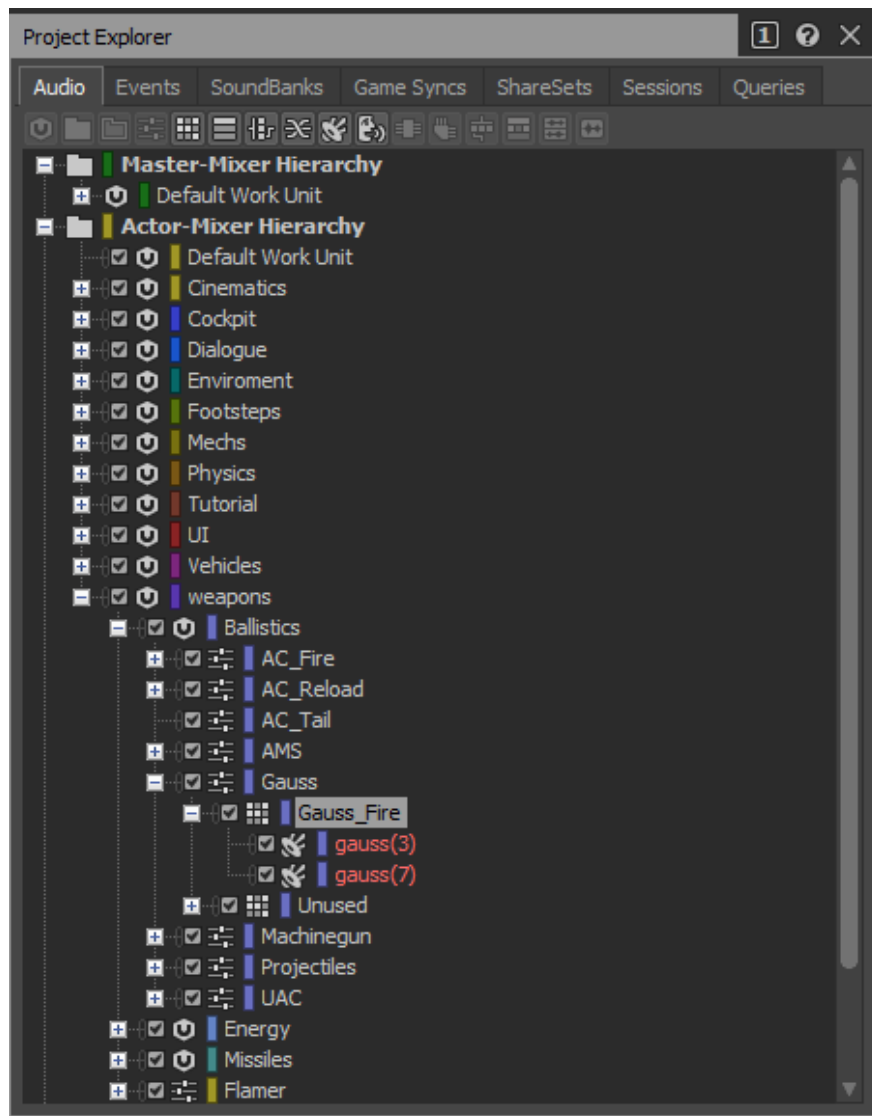 Project Explorer 1 ?
Audio Events SoundBanks Game Syncs ShareSets Sessions Queries
Master-Mixer Hierarchy
Default Work Unit
Actor-Mixer Hierarchy
Default Work Unit
Cinematics
Cockpit
Dialogue
Enviroment
Footsteps
Mechs
Physics
Tutorial
UI
Vehicles
weapons
Ballistics
AC_Fire
AC_Reload
AC_Tail
AMS
Gauss
Gauss_Fire
gauss(3)
gauss(7)
Unused
Machinegun
Projectiles
UAC
Energy
Missiles
Flamer